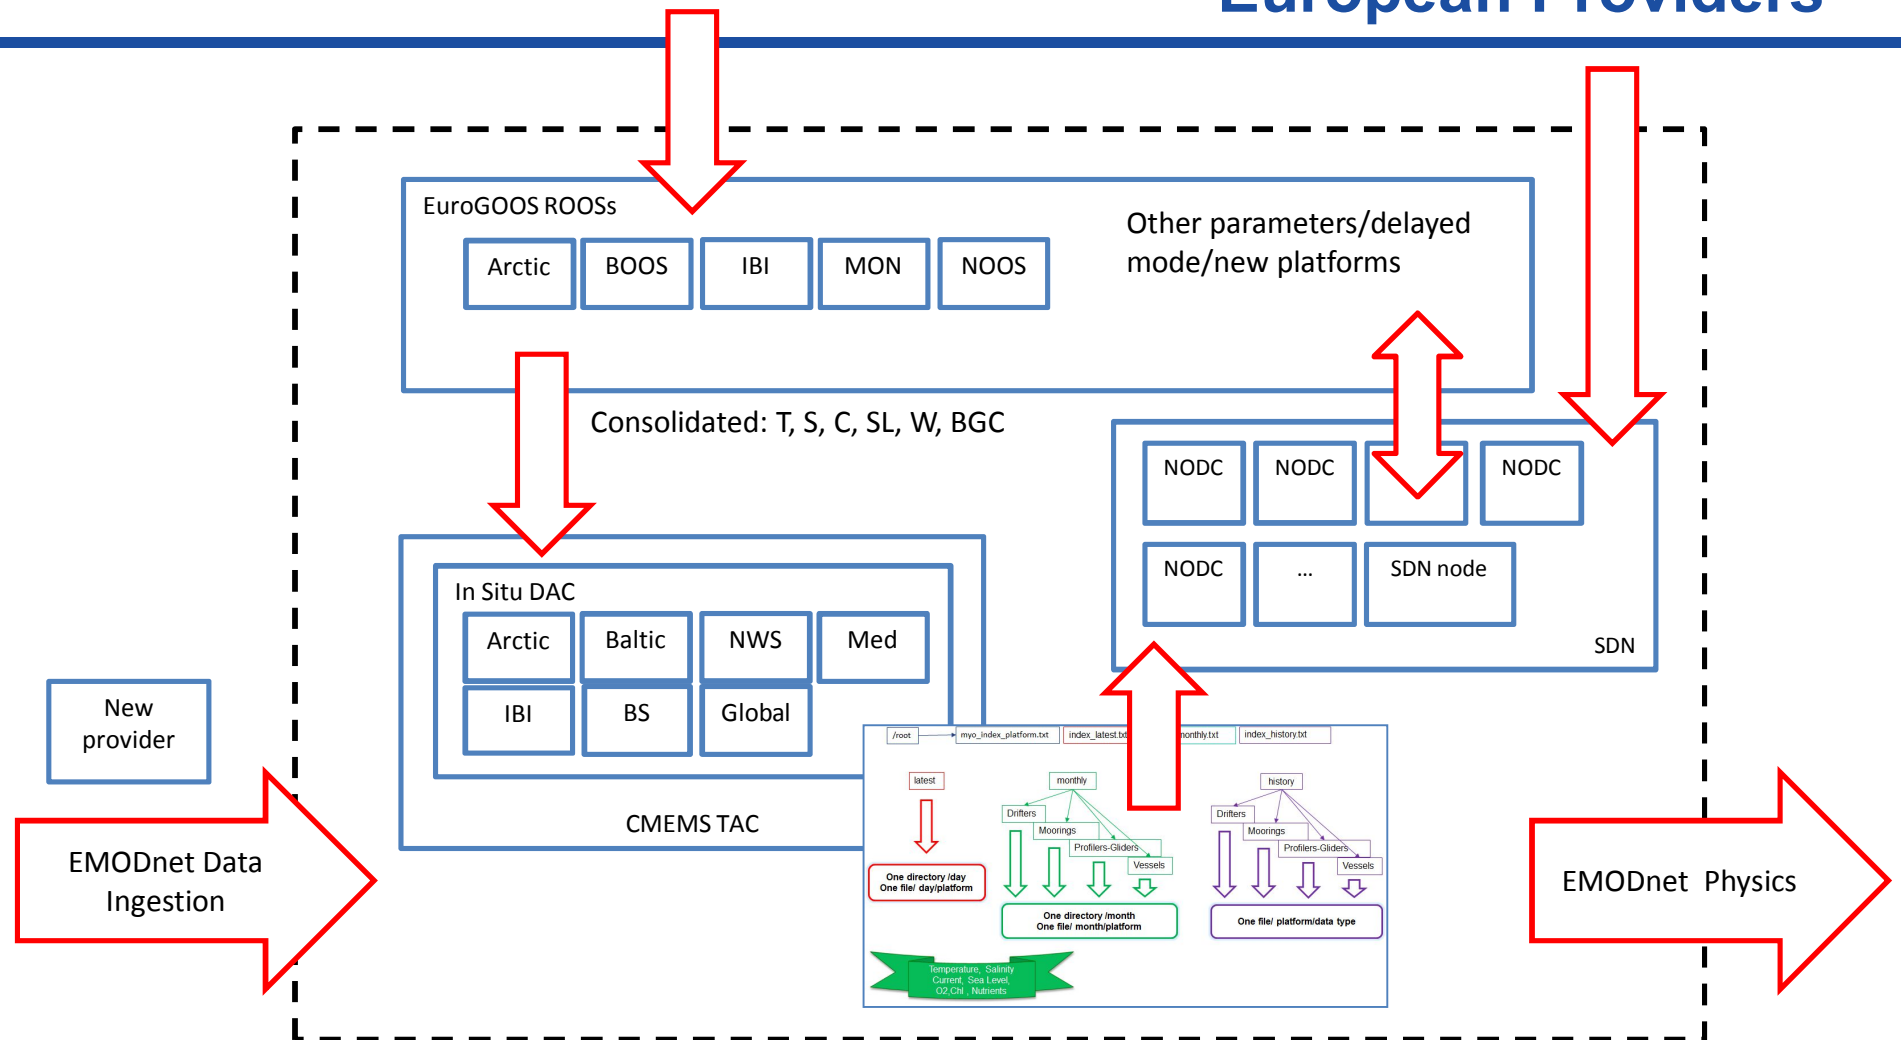 European Providers
EuroGOOS ROOSs
Other parameters/delayed
mode/new platforms
Arctic
BOOS
IBI
MON
NOOS
Consolidated: T, S, C, SL, W, BGC
NODC
NODC
NODC
NODC
...
SDN node
SDN
In Situ DAC
Arctic
Baltic
NWS
Med
IBI
BS
Global
CMEMS TAC
New
provider
EMODnet Data
Ingestion
EMODnet Physics
/root
myo_index_platform.txt
index_latest.txt
monthly.txt
index_history.txt
latest
monthly
history
Drifters
Moorings
Profilers-Gliders
Vessels
Drifters
Moorings
Profilers-Gliders
Vessels
One directory /day
One file/ day/platform
One directory /month
One file/ month/platform
One file/ platform/data type
Temperature, Salinity
Current, Sea Level,
O2,Chl , Nutrients